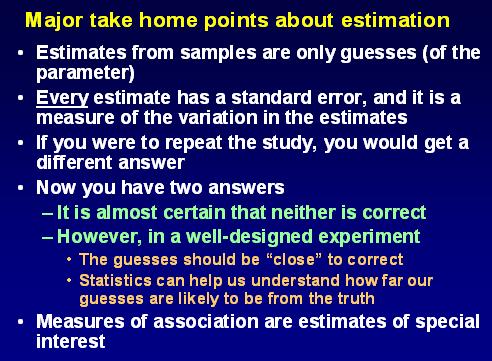 Major take home points about estimation
• Estimates from samples are only guesses (of the
parameter)
• Every estimate has a standard error, and it is a
measure of the variation in the estimates
• If you were to repeat the study, you would get a
different answer
• Now you have two answers
– It is almost certain that neither is correct
– However, in a well-designed experiment
• The guesses should be “close” to correct
• Statistics can help us understand how far our
guesses are likely to be from the truth
• Measures of association are estimates of special
interest